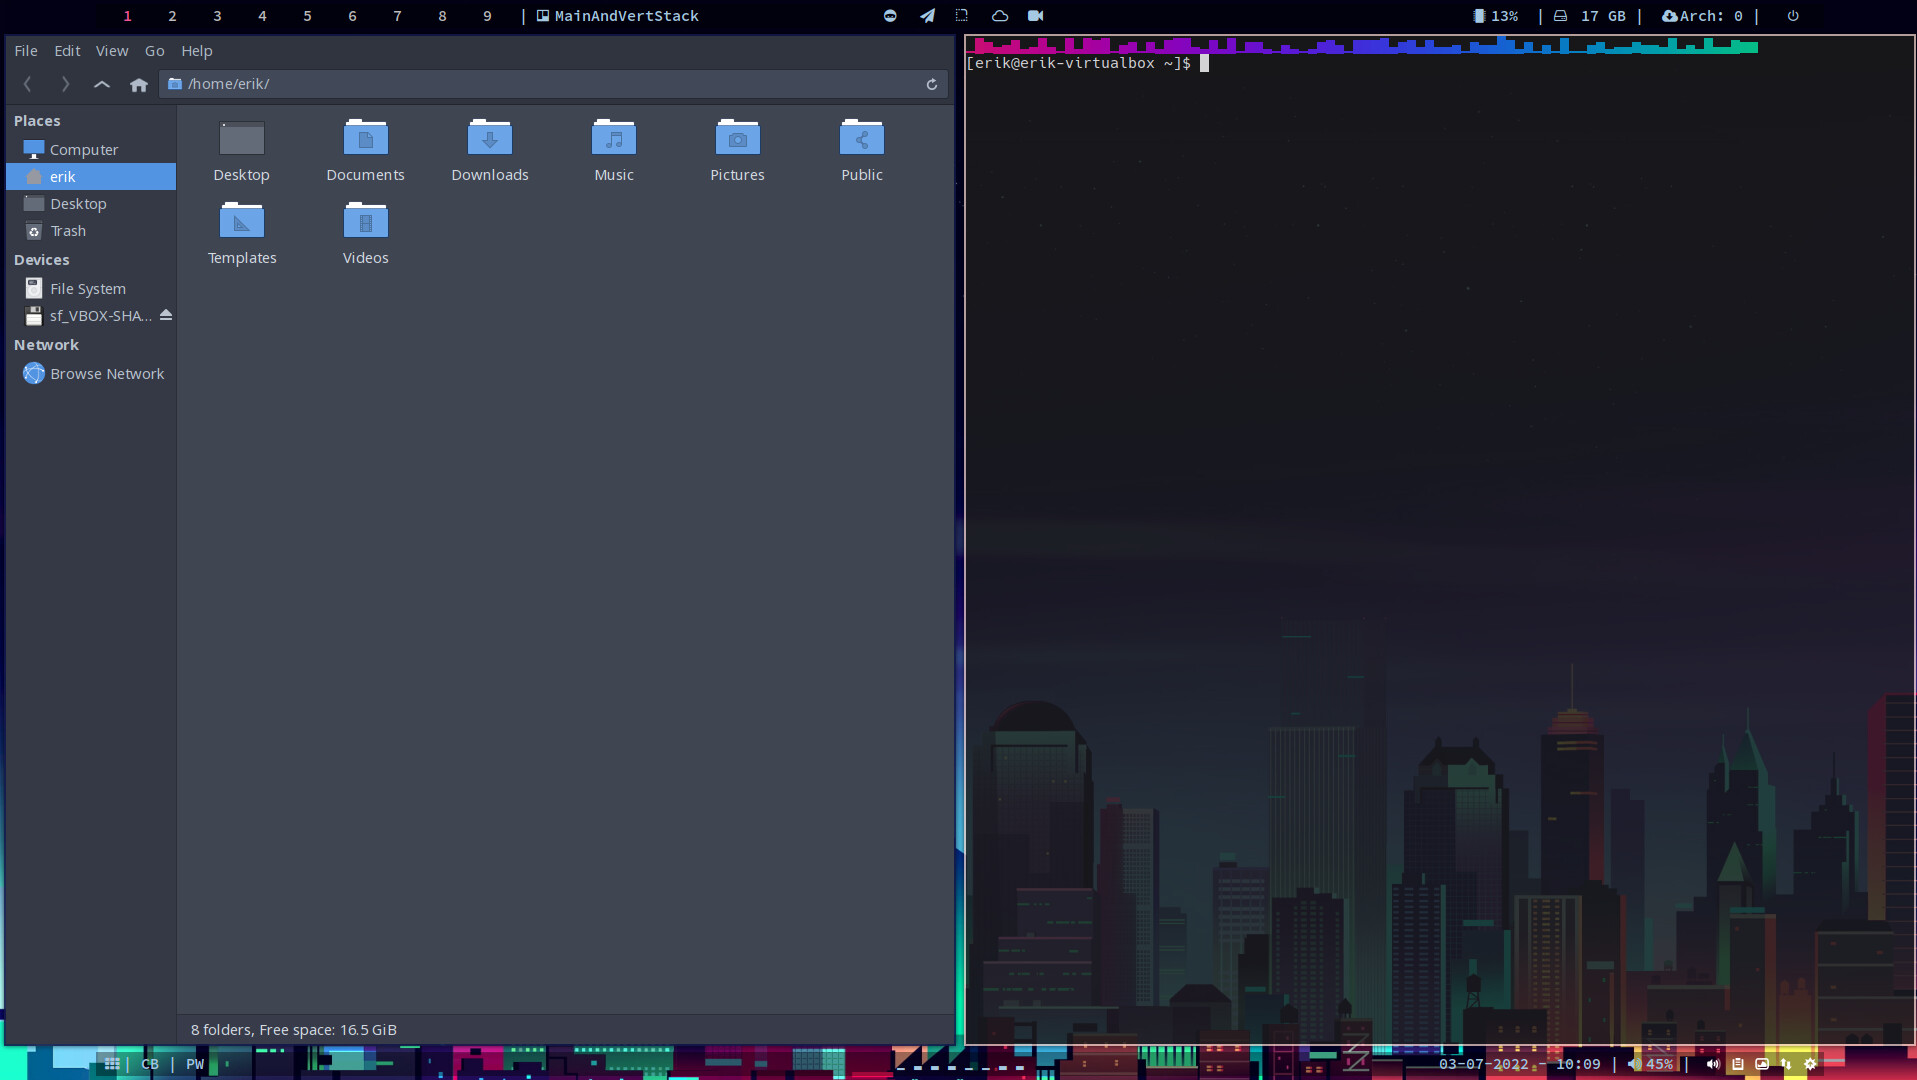 1 2 3 4 5 6 7 8 9 | MainAndVertStack
13% | 17 GB | Arch: 0 |
File Edit View Go Help
/home/erik/
Places
Computer
erik
Desktop
Trash
Devices
File System
sf_VBOX-SHA...
Network
Browse Network
Desktop Documents Downloads Music Pictures Public
Templates Videos
8 folders, Free space: 16.5 GiB
[erik@erik-virtualbox ~]$
| CB | PW
03-07-2022 - 10:09 | 45% |